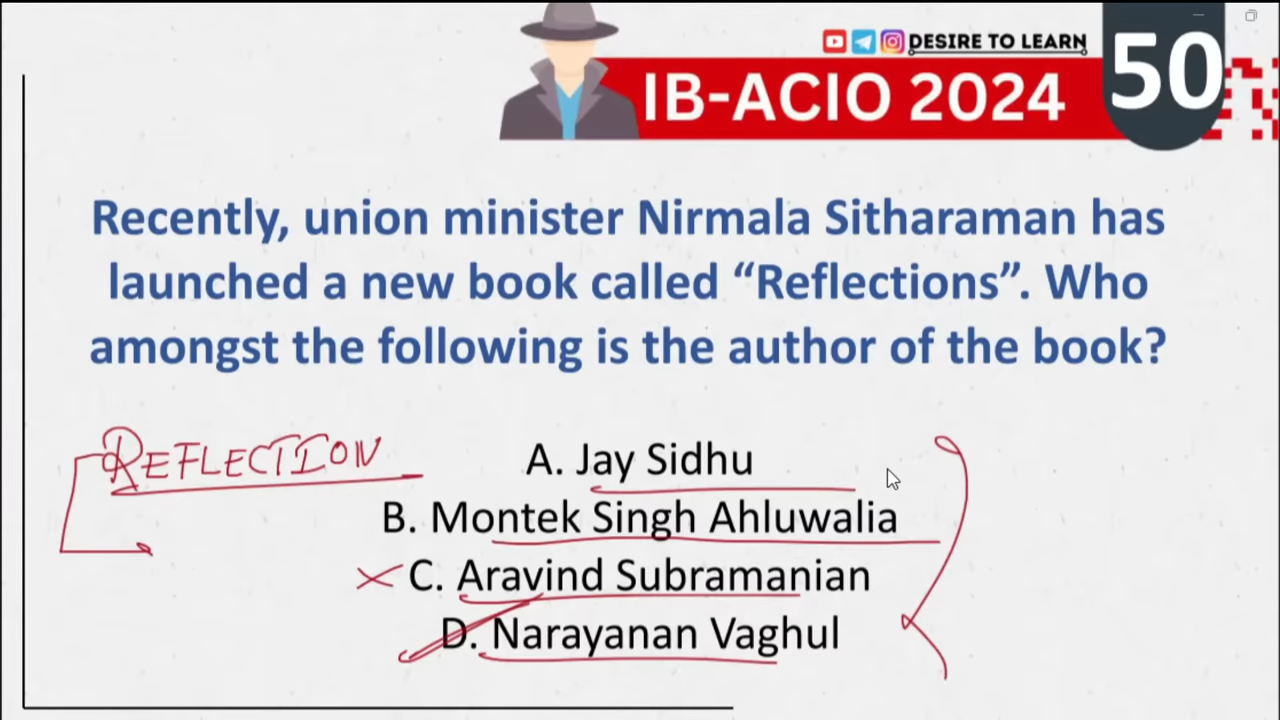 DESIRE TO LEARN
50
IB-ACIO 2024
Recently, union minister Nirmala Sitharaman has
launched a new book called “Reflections”. Who
amongst the following is the author of the book?
REFLECTION
A. Jay Sidhu
B. Montek Singh Ahluwalia
C. Aravind Subramanian
D. Narayanan Vaghul